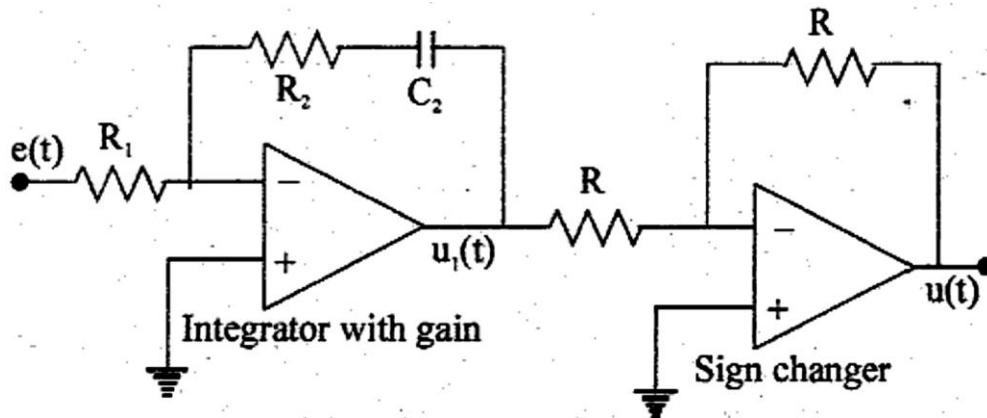 R
R₂
C₂
e(t)
R₁
R
−
+
u₁(t)
−
+
u(t)
Integrator with gain
Sign changer